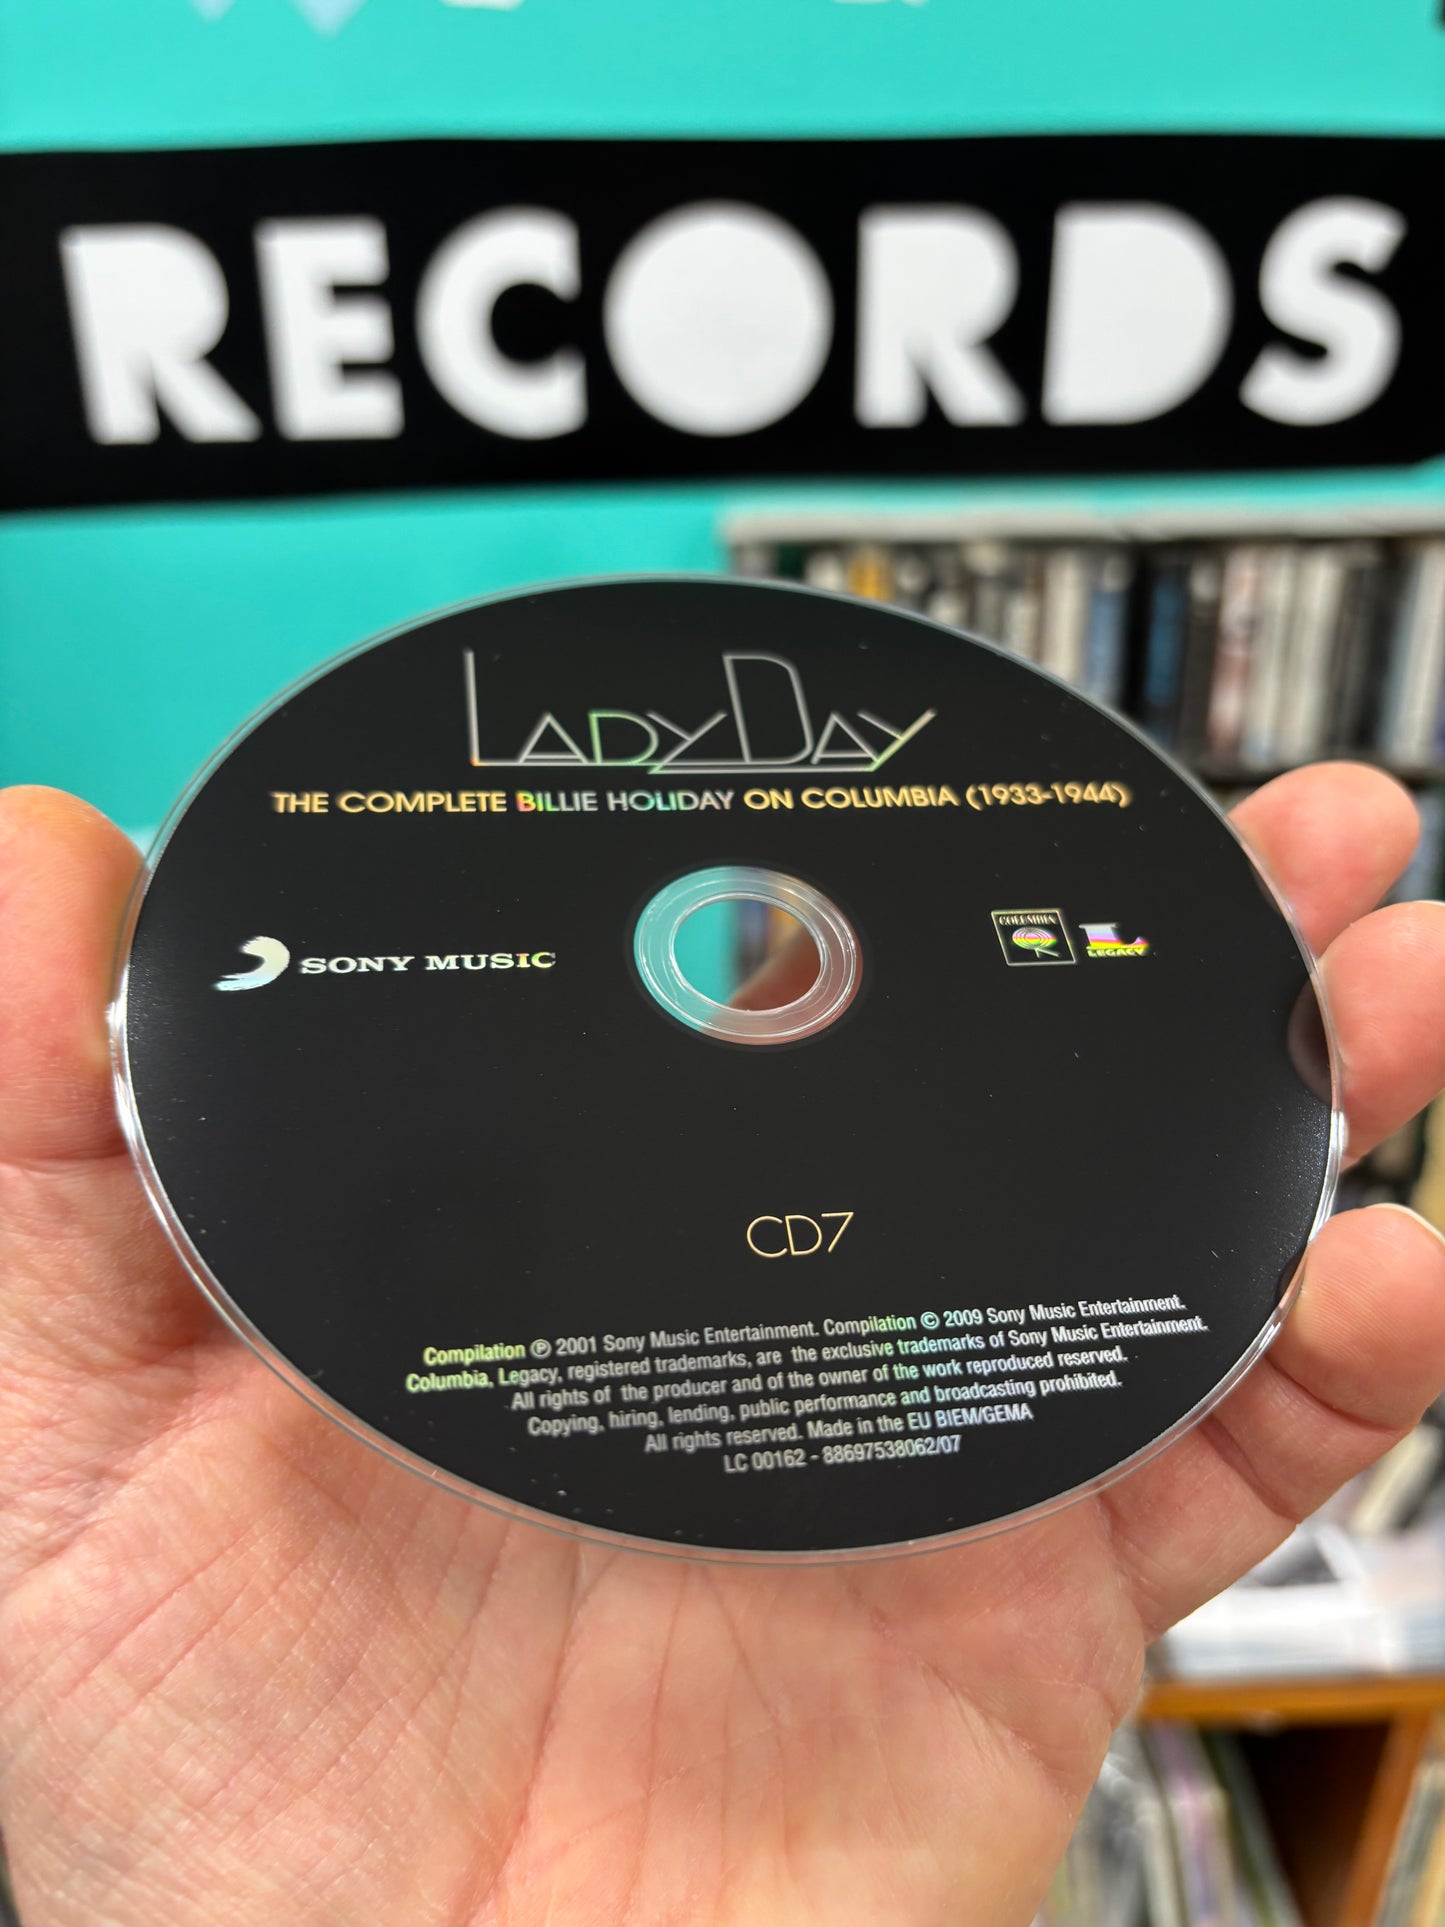 RECORDS
LADY DAY
THE COMPLETE BILLIE HOLIDAY ON COLUMBIA (1933-1944)
SONY MUSIC
COLUMBIA
LEGACY
CD7
Compilation ℗ 2001 Sony Music Entertainment. Compilation © 2009 Sony Music Entertainment.
Columbia, Legacy, registered trademarks, are the exclusive trademarks of Sony Music Entertainment.
All rights of the producer and of the owner of the work reproduced reserved.
Copying, hiring, lending, public performance and broadcasting prohibited.
All rights reserved. Made in the EU BIEM/GEMA
LC 00162 - 88697538062/07